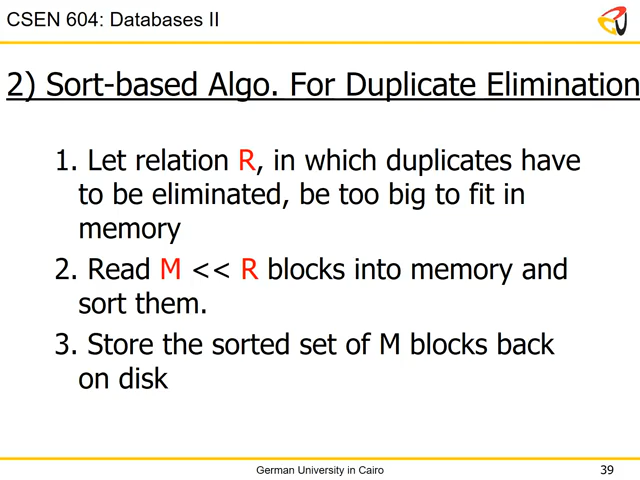 CSEN 604: Databases II
2) Sort-based Algo. For Duplicate Elimination
1. Let relation R, in which duplicates have
to be eliminated, be too big to fit in
memory
2. Read M << R blocks into memory and
sort them.
3. Store the sorted set of M blocks back
on disk
German University in Cairo
39